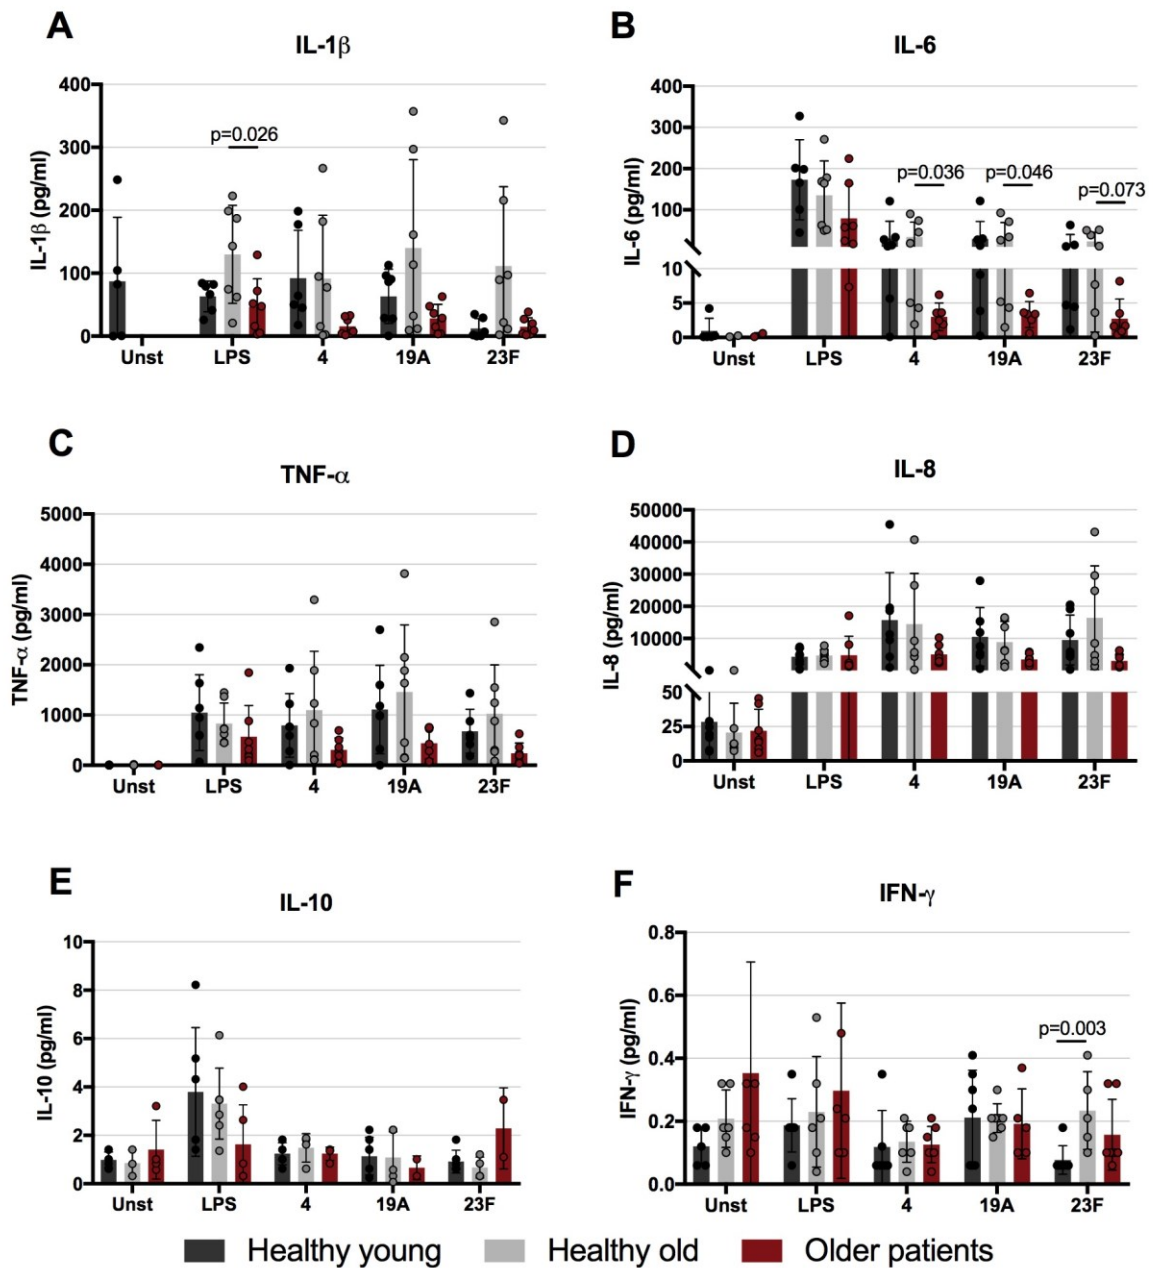 A
IL-1β
IL-1β (pg/ml)
400
300
200
100
0
p=0.026
Unst LPS 4 19A 23F
B
IL-6
IL-6 (pg/ml)
400
300
200
100
10
5
0
p=0.036
p=0.046
p=0.073
Unst LPS 4 19A 23F
C
TNF-α
TNF-α (pg/ml)
5000
4000
3000
2000
1000
0
Unst LPS 4 19A 23F
D
IL-8
IL-8 (pg/ml)
50000
40000
30000
20000
10000
50
25
0
Unst LPS 4 19A 23F
E
IL-10
IL-10 (pg/ml)
10
8
6
4
2
0
Unst LPS 4 19A 23F
F
IFN-γ
IFN-γ (pg/ml)
0.8
0.6
0.4
0.2
0.0
p=0.003
Unst LPS 4 19A 23F
Healthy young Healthy old Older patients